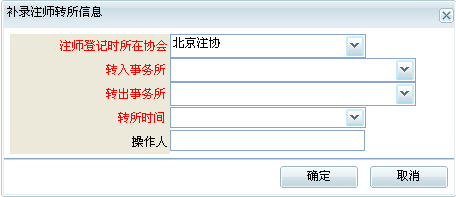 补录注师转所信息
注师登记时所在协会 北京注协
转入事务所
转出事务所
转所时间
操作人
确定 取消